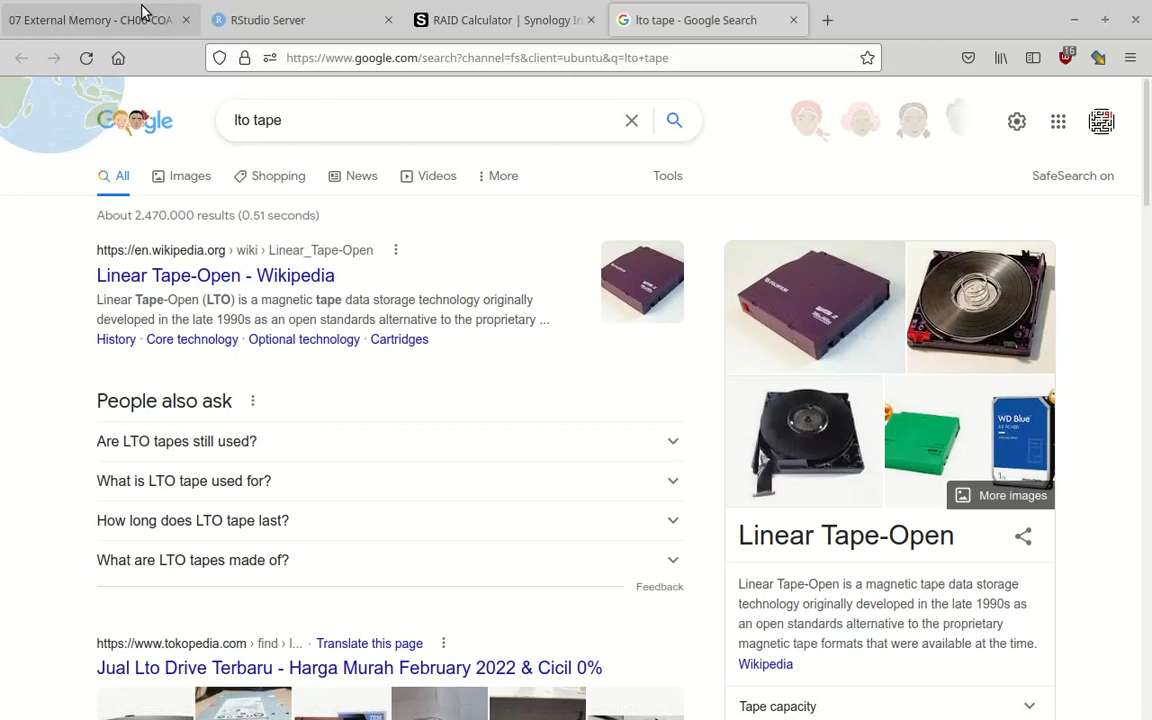 07 External Memory - CH06-COA
RStudio Server
RAID Calculator | Synology In
lto tape - Google Search
https://www.google.com/search?channel=fs&client=ubuntu&q=lto+tape
16
lto tape
All
Images
Shopping
News
Videos
More
Tools
SafeSearch on
About 2,470,000 results (0.51 seconds)
https://en.wikipedia.org › wiki › Linear_Tape-Open
Linear Tape-Open - Wikipedia
Linear Tape-Open (LTO) is a magnetic tape data storage technology originally
developed in the late 1990s as an open standards alternative to the proprietary ...
History · Core technology · Optional technology · Cartridges
People also ask
Are LTO tapes still used?
What is LTO tape used for?
How long does LTO tape last?
What are LTO tapes made of?
Feedback
https://www.tokopedia.com › find › l... · Translate this page
Jual Lto Drive Terbaru - Harga Murah February 2022 & Cicil 0%
FUJIFILM
WD Blue
More images
Linear Tape-Open
Linear Tape-Open is a magnetic tape data storage
technology originally developed in the late 1990s as
an open standards alternative to the proprietary
magnetic tape formats that were available at the time.
Wikipedia
Tape capacity